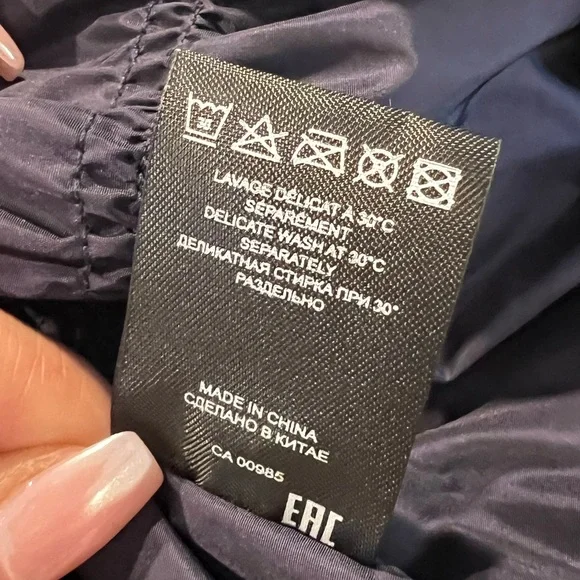 30
LAVAGE DÉLICAT À 30°C
SÉPARÉMENT
DELICATE WASH AT 30°C
SEPARATELY
ДЕЛИКАТНАЯ СТИРКА ПРИ 30°
РАЗДЕЛЬНО
MADE IN CHINA
СДЕЛАНО В КИТАЕ
CA 00985
EAC